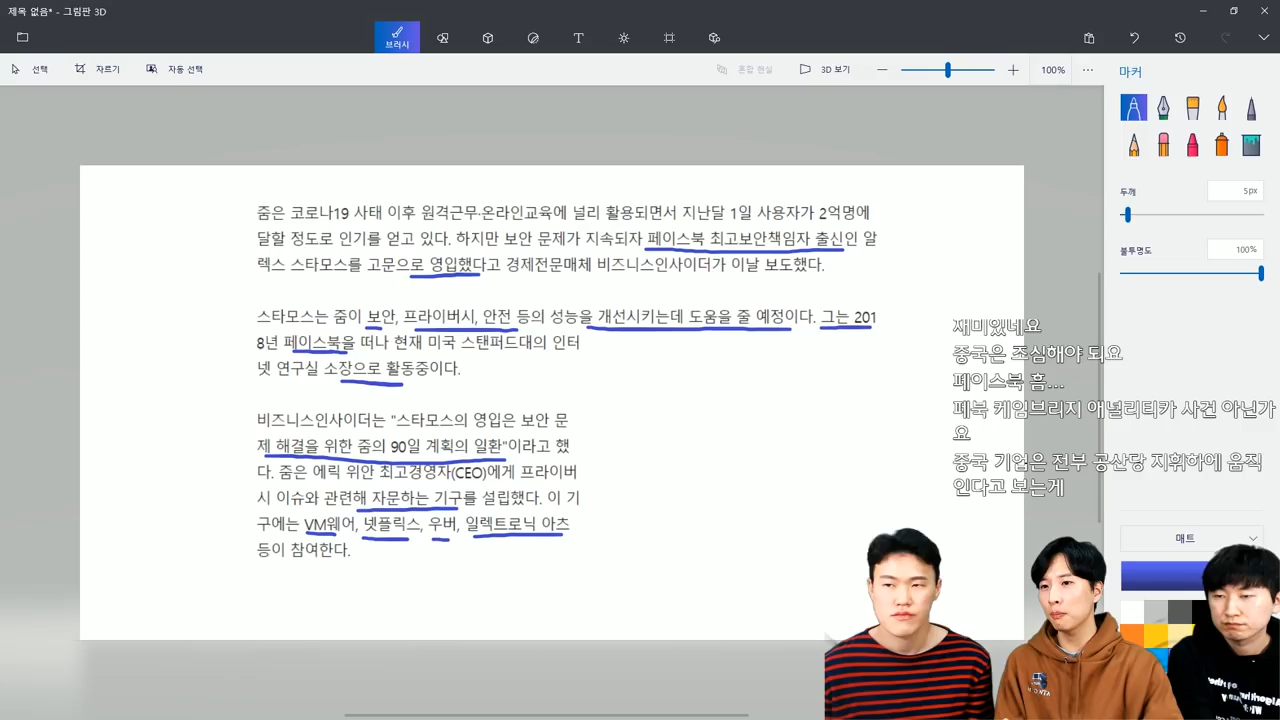 제목 없음* - 그림판 3D
브러시
선택
자르기
자동 선택
혼합 현실
3D 보기
100%
마커
두께
5px
불투명도
100%
매트
줌은 코로나19 사태 이후 원격근무·온라인교육에 널리 활용되면서 지난달 1일 사용자가 2억명에
달할 정도로 인기를 얻고 있다. 하지만 보안 문제가 지속되자 페이스북 최고보안책임자 출신인 알
렉스 스타모스를 고문으로 영입했다고 경제전문매체 비즈니스인사이더가 이날 보도했다.
스타모스는 줌이 보안, 프라이버시, 안전 등의 성능을 개선시키는데 도움을 줄 예정이다. 그는 201
8년 페이스북을 떠나 현재 미국 스탠퍼드대의 인터
넷 연구실 소장으로 활동중이다.
비즈니스인사이더는 "스타모스의 영입은 보안 문
제 해결을 위한 줌의 90일 계획의 일환"이라고 했
다. 줌은 에릭 위안 최고경영자(CEO)에게 프라이버
시 이슈와 관련해 자문하는 기구를 설립했다. 이 기
구에는 VM웨어, 넷플릭스, 우버, 일렉트로닉 아츠
등이 참여한다.
재미있네요
중국은 조심해야 되요
페이스북 흠...
페북 케임브리지 애널리티카 사건 아닌가
요
중국 기업은 전부 공산당 지휘하에 움직
인다고 보는게